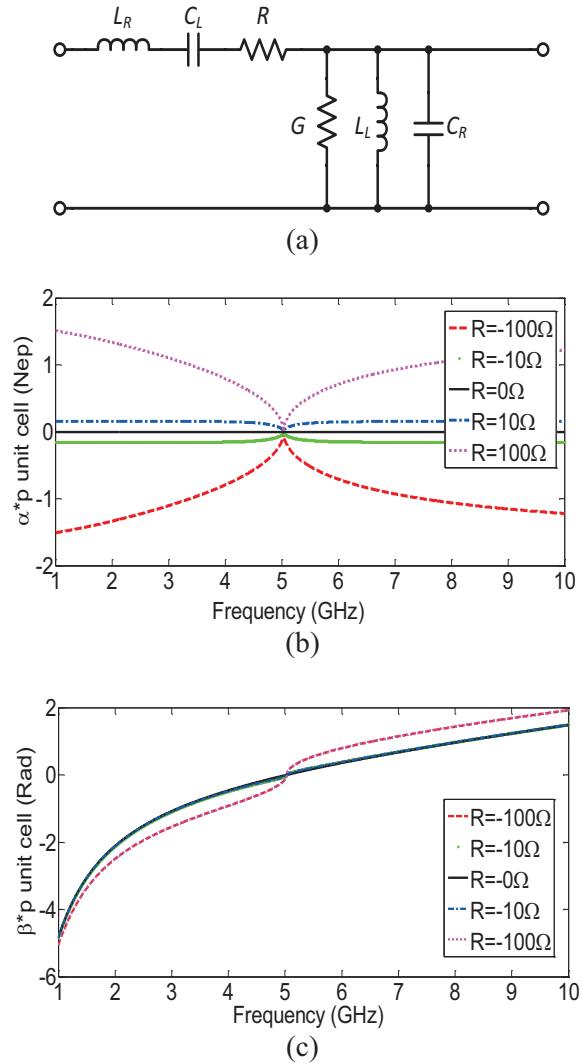 L_R C_L R
G L_L C_R
(a)
2
1
0
-1
-2
α*p unit cell (Nep)
R=-100Ω
R=-10Ω
R=0Ω
R=10Ω
R=100Ω
1 2 3 4 5 6 7 8 9 10
Frequency (GHz)
(b)
2
0
-2
-4
-6
β*p unit cell (Rad)
R=-100Ω
R=-10Ω
R=-0Ω
R=-10Ω
R=-100Ω
1 2 3 4 5 6 7 8 9 10
Frequency (GHz)
(c)